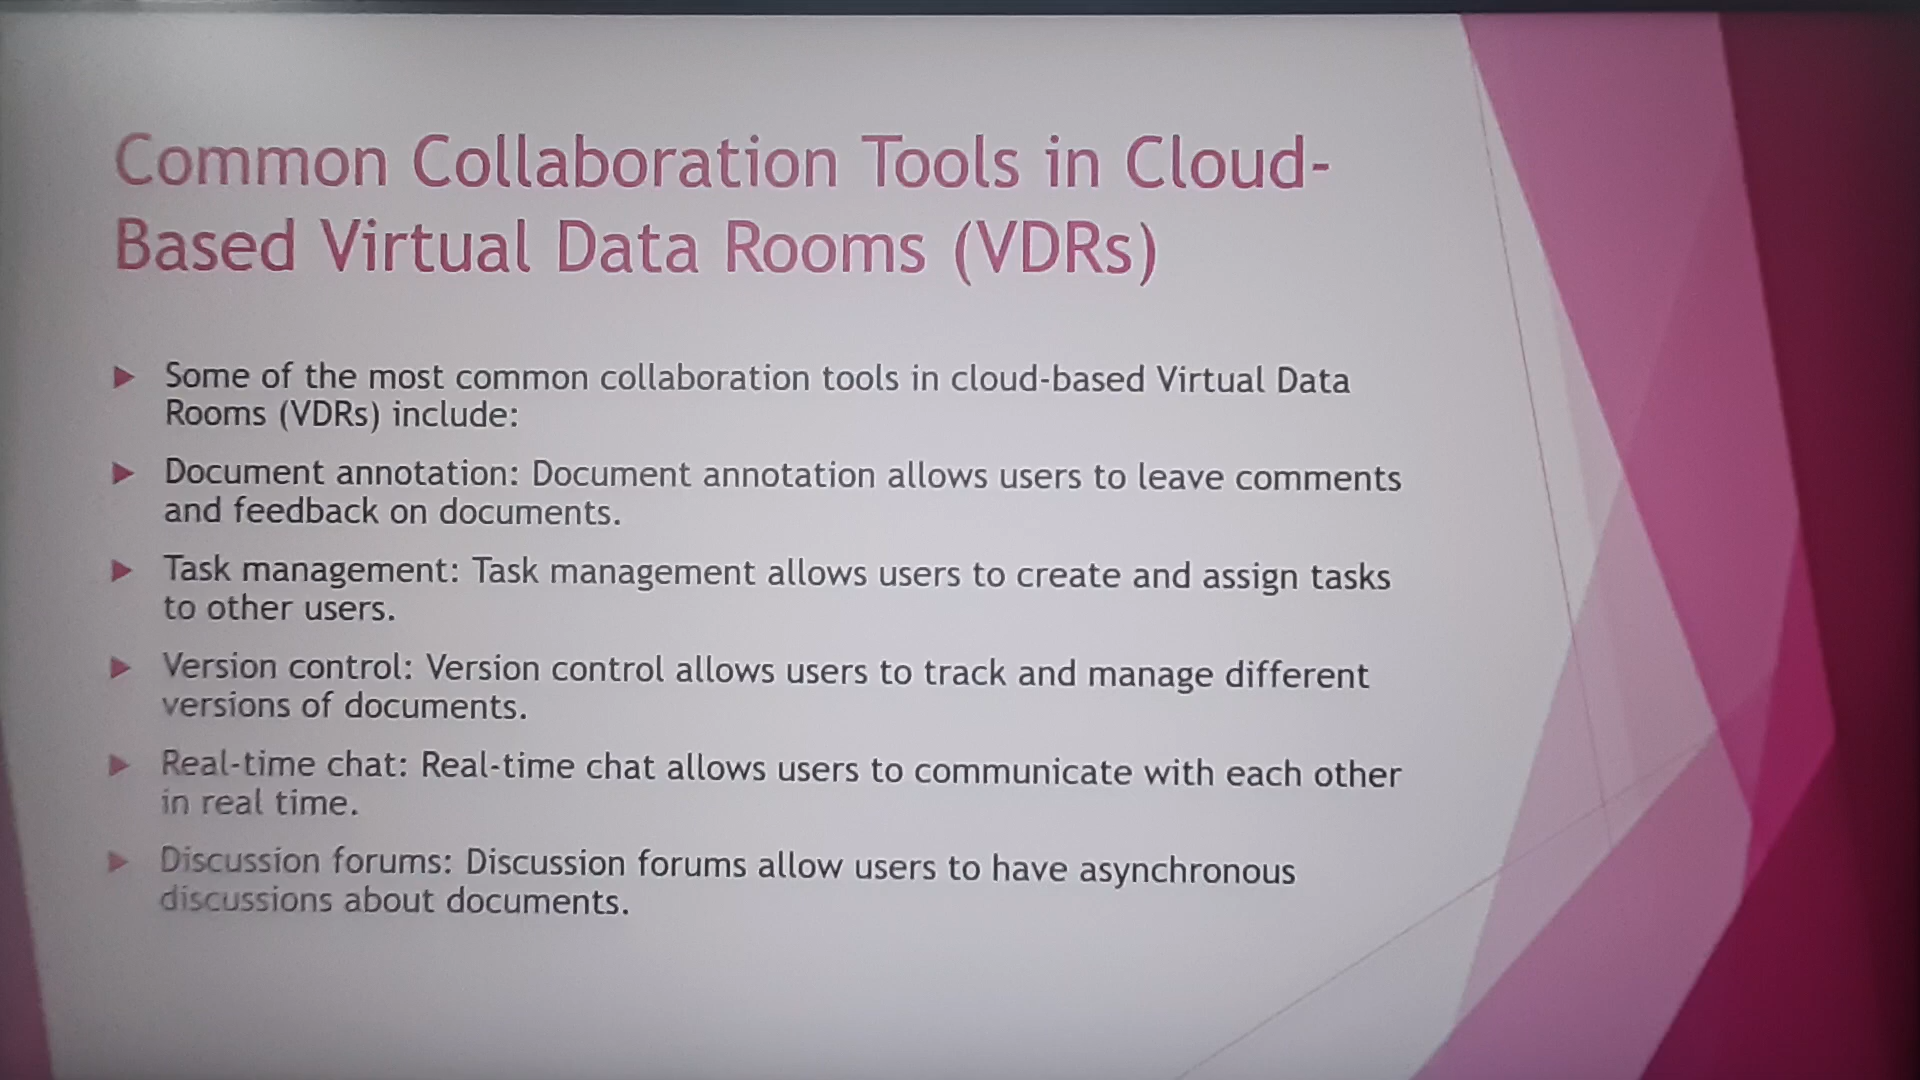 Common Collaboration Tools in Cloud-
Based Virtual Data Rooms (VDRs)
Some of the most common collaboration tools in cloud-based Virtual Data
Rooms (VDRs) include:
Document annotation: Document annotation allows users to leave comments
and feedback on documents.
Task management: Task management allows users to create and assign tasks
to other users.
Version control: Version control allows users to track and manage different
versions of documents.
Real-time chat: Real-time chat allows users to communicate with each other
in real time.
Discussion forums: Discussion forums allow users to have asynchronous
discussions about documents.